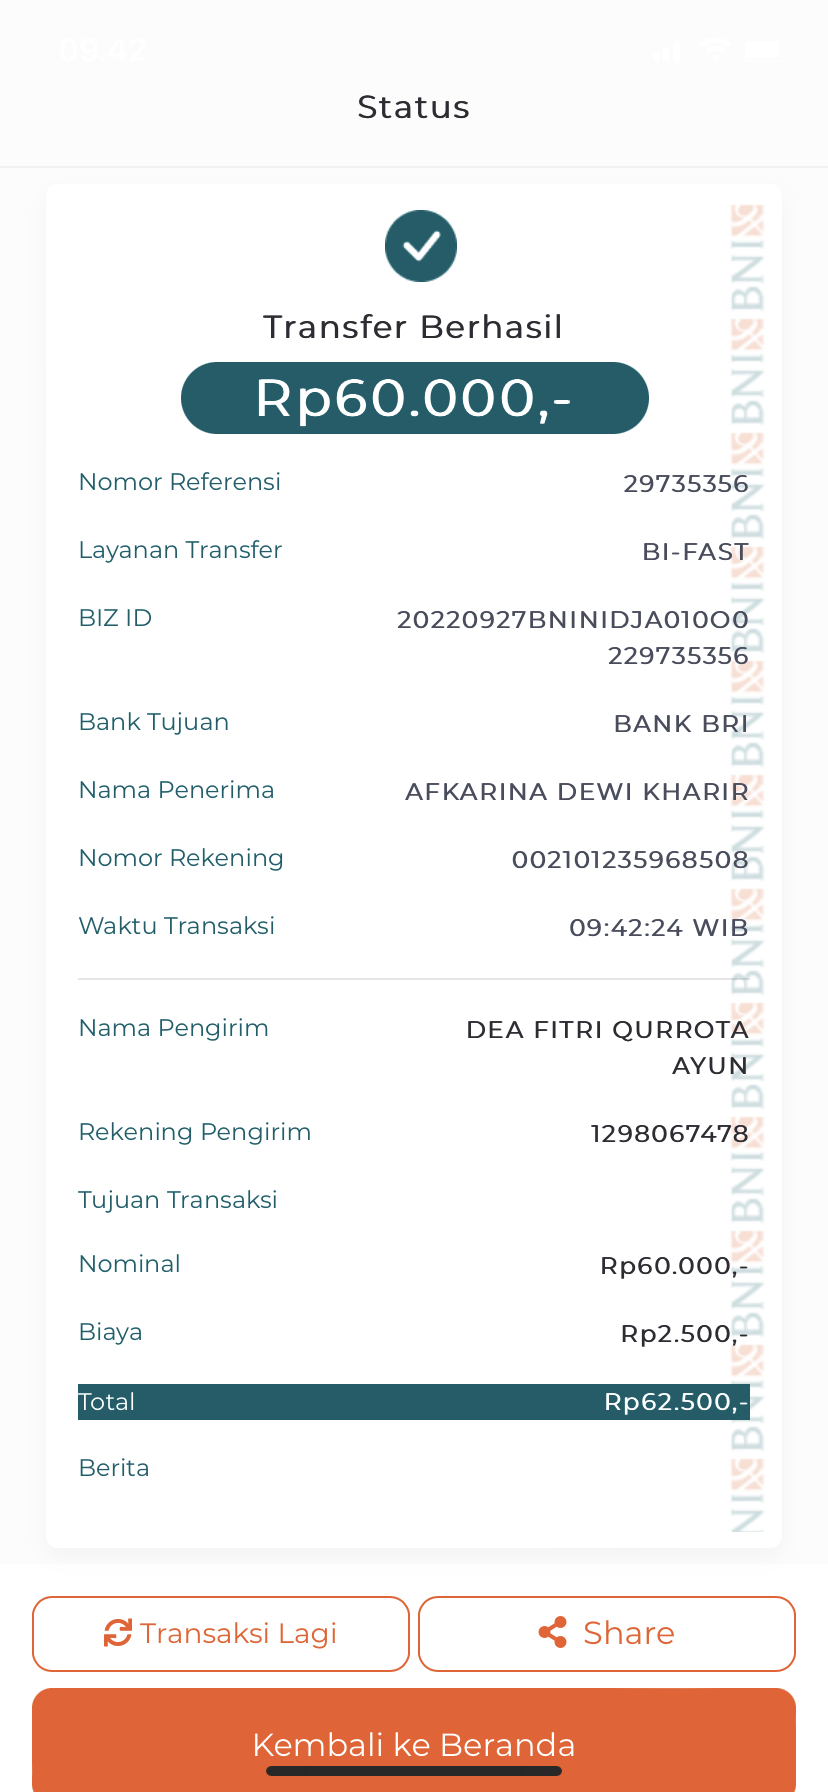 09.42
Status
Transfer Berhasil
Rp60.000,-
Nomor Referensi 29735356
Layanan Transfer BI-FAST
BIZ ID 20220927BNINIDJA010O0
229735356
Bank Tujuan BANK BRI
Nama Penerima AFKARINA DEWI KHARIR
Nomor Rekening 002101235968508
Waktu Transaksi 09:42:24 WIB
Nama Pengirim DEA FITRI QURROTA
AYUN
Rekening Pengirim 1298067478
Tujuan Transaksi
Nominal Rp60.000,-
Biaya Rp2.500,-
Total Rp62.500,-
Berita
BNI BNI BNI BNI BNI BNI BNI BNI BNI BNI BNI NI
Transaksi Lagi
Share
Kembali ke Beranda